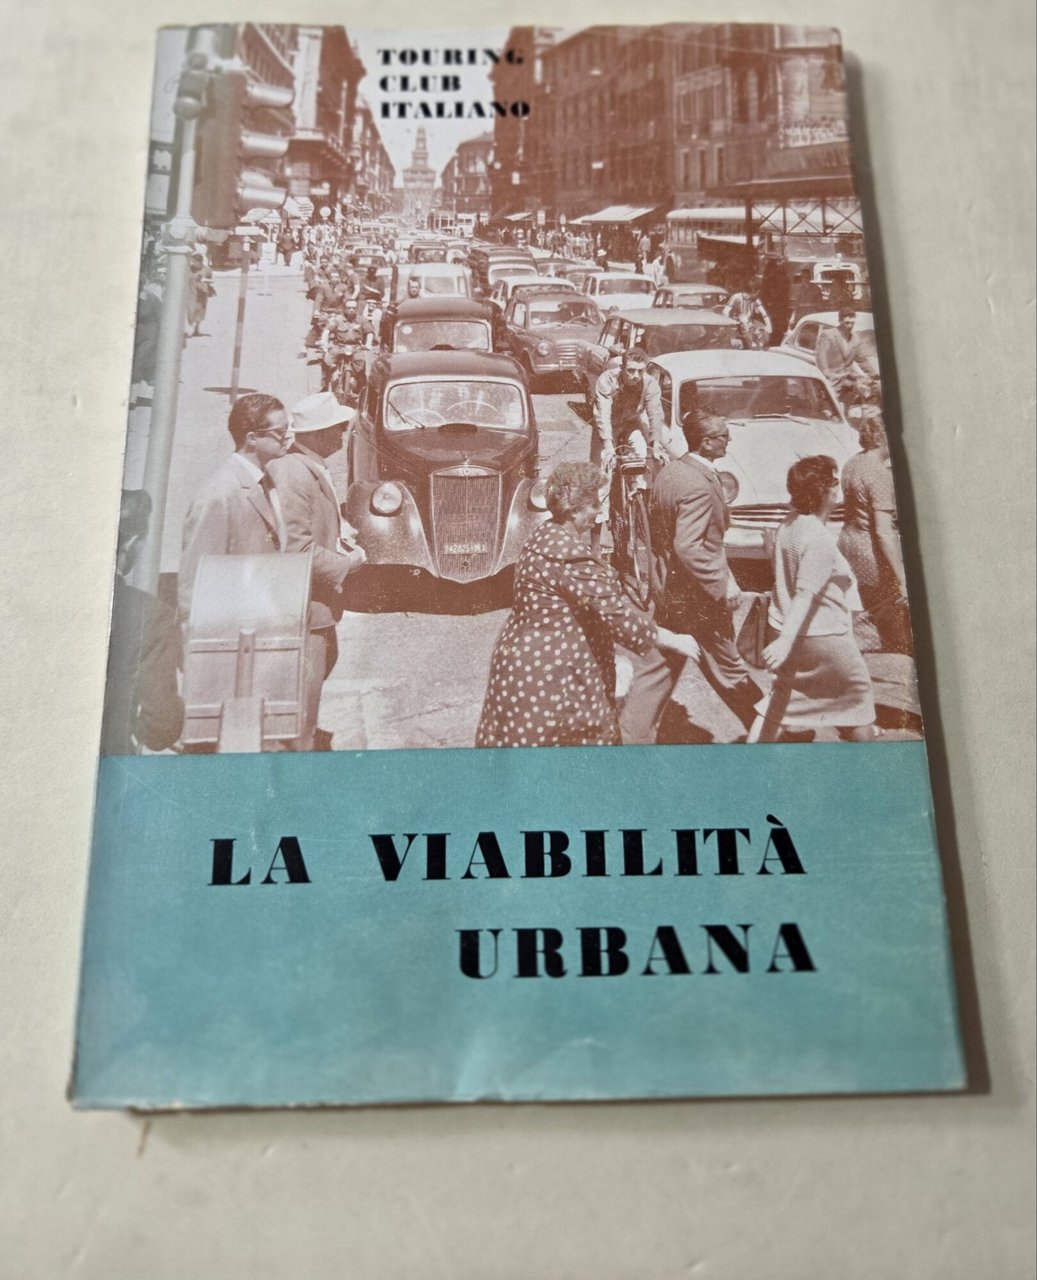 TOURING
CLUB
ITALIANO
LA VIABILITÀ
URBANA